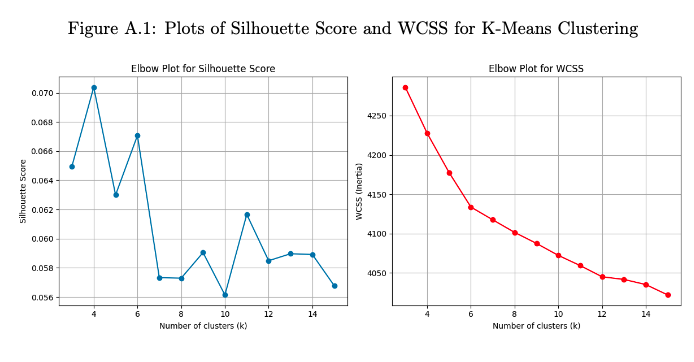 Figure A.1: Plots of Silhouette Score and WCSS for K-Means Clustering
Elbow Plot for Silhouette Score
0.070
0.068
0.066
0.064
0.062
0.060
0.058
0.056
Silhouette Score
4 6 8 10 12 14
Number of clusters (k)
Elbow Plot for WCSS
4250
4200
4150
4100
4050
WCSS (Inertia)
4 6 8 10 12 14
Number of clusters (k)